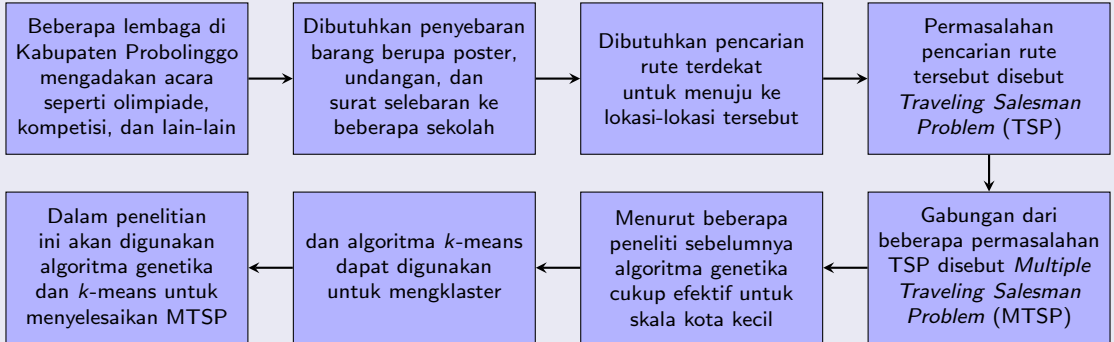 Beberapa lembaga di
Kabupaten Probolinggo
mengadakan acara
seperti olimpiade,
kompetisi, dan lain-lain
Dibutuhkan penyebaran
barang berupa poster,
undangan, dan
surat selebaran ke
beberapa sekolah
Dibutuhkan pencarian
rute terdekat
untuk menuju ke
lokasi-lokasi tersebut
Permasalahan
pencarian rute
tersebut disebut
Traveling Salesman
Problem (TSP)
Gabungan dari
beberapa permasalahan
TSP disebut Multiple
Traveling Salesman
Problem (MTSP)
Menurut beberapa
peneliti sebelumnya
algoritma genetika
cukup efektif untuk
skala kota kecil
dan algoritma k-means
dapat digunakan
untuk mengklaster
Dalam penelitian
ini akan digunakan
algoritma genetika
dan k-means untuk
menyelesaikan MTSP